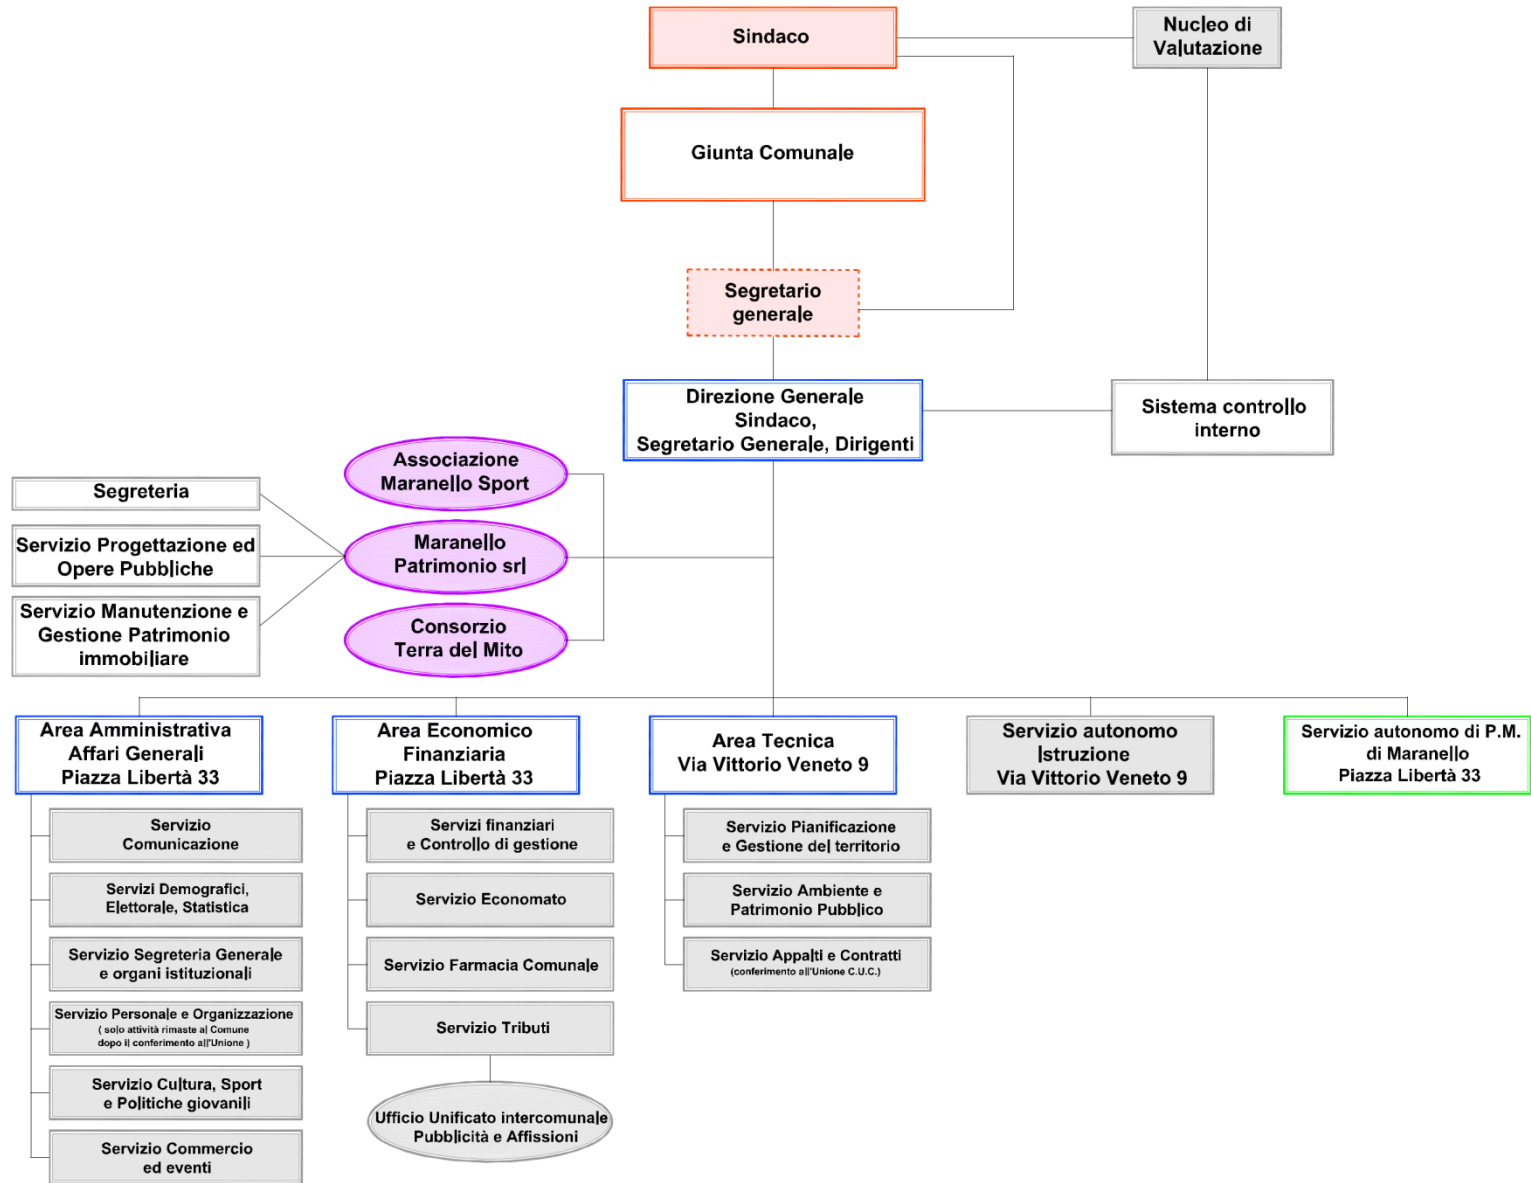 Sindaco
Nucleo di
Valutazione
Giunta Comunale
Segretario
generale
Direzione Generale
Sindaco,
Segretario Generale, Dirigenti
Sistema controllo
interno
Associazione
Maranello Sport
Maranello
Patrimonio srl
Consorzio
Terra del Mito
Segreteria
Servizio Progettazione ed
Opere Pubbliche
Servizio Manutenzione e
Gestione Patrimonio
immobiliare
Area Amministrativa
Affari Generali
Piazza Libertà 33
Servizio
Comunicazione
Servizi Demografici,
Elettorale, Statistica
Servizio Segreteria Generale
e organi istituzionali
Servizio Personale e Organizzazione
( solo attività rimaste al Comune
dopo il conferimento all'Unione )
Servizio Cultura, Sport
e Politiche giovanili
Servizio Commercio
ed eventi
Area Economico
Finanziaria
Piazza Libertà 33
Servizi finanziari
e Controllo di gestione
Servizio Economato
Servizio Farmacia Comunale
Servizio Tributi
Ufficio Unificato intercomunale
Pubblicità e Affissioni
Area Tecnica
Via Vittorio Veneto 9
Servizio Pianificazione
e Gestione del territorio
Servizio Ambiente e
Patrimonio Pubblico
Servizio Appalti e Contratti
(conferimento all'Unione C.U.C.)
Servizio autonomo
Istruzione
Via Vittorio Veneto 9
Servizio autonomo di P.M.
di Maranello
Piazza Libertà 33